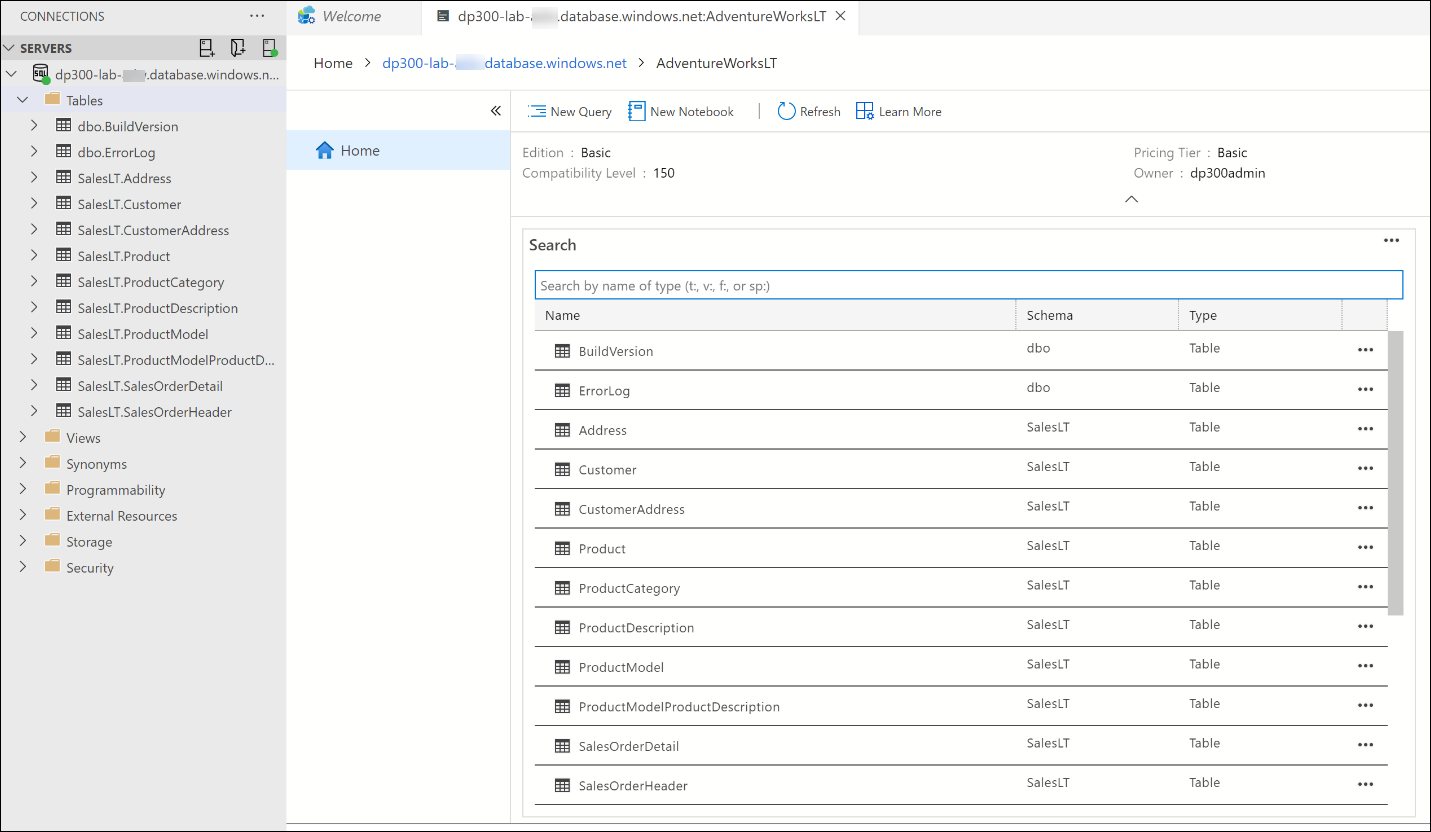 CONNECTIONS
SERVERS
dp300-lab- .database.windows.n...
Tables
dbo.BuildVersion
dbo.ErrorLog
SalesLT.Address
SalesLT.Customer
SalesLT.CustomerAddress
SalesLT.Product
SalesLT.ProductCategory
SalesLT.ProductDescription
SalesLT.ProductModel
SalesLT.ProductModelProductD...
SalesLT.SalesOrderDetail
SalesLT.SalesOrderHeader
Views
Synonyms
Programmability
External Resources
Storage
Security
Welcome dp300-lab- .database.windows.net:AdventureWorksLT
Home > dp300-lab- database.windows.net > AdventureWorksLT
Home
New Query New Notebook | Refresh Learn More
Edition : Basic Pricing Tier : Basic
Compatibility Level : 150 Owner : dp300admin
Search
Search by name of type (t:, v:, f:, or sp:)
Name Schema Type
BuildVersion dbo Table
ErrorLog dbo Table
Address SalesLT Table
Customer SalesLT Table
CustomerAddress SalesLT Table
Product SalesLT Table
ProductCategory SalesLT Table
ProductDescription SalesLT Table
ProductModel SalesLT Table
ProductModelProductDescription SalesLT Table
SalesOrderDetail SalesLT Table
SalesOrderHeader SalesLT Table